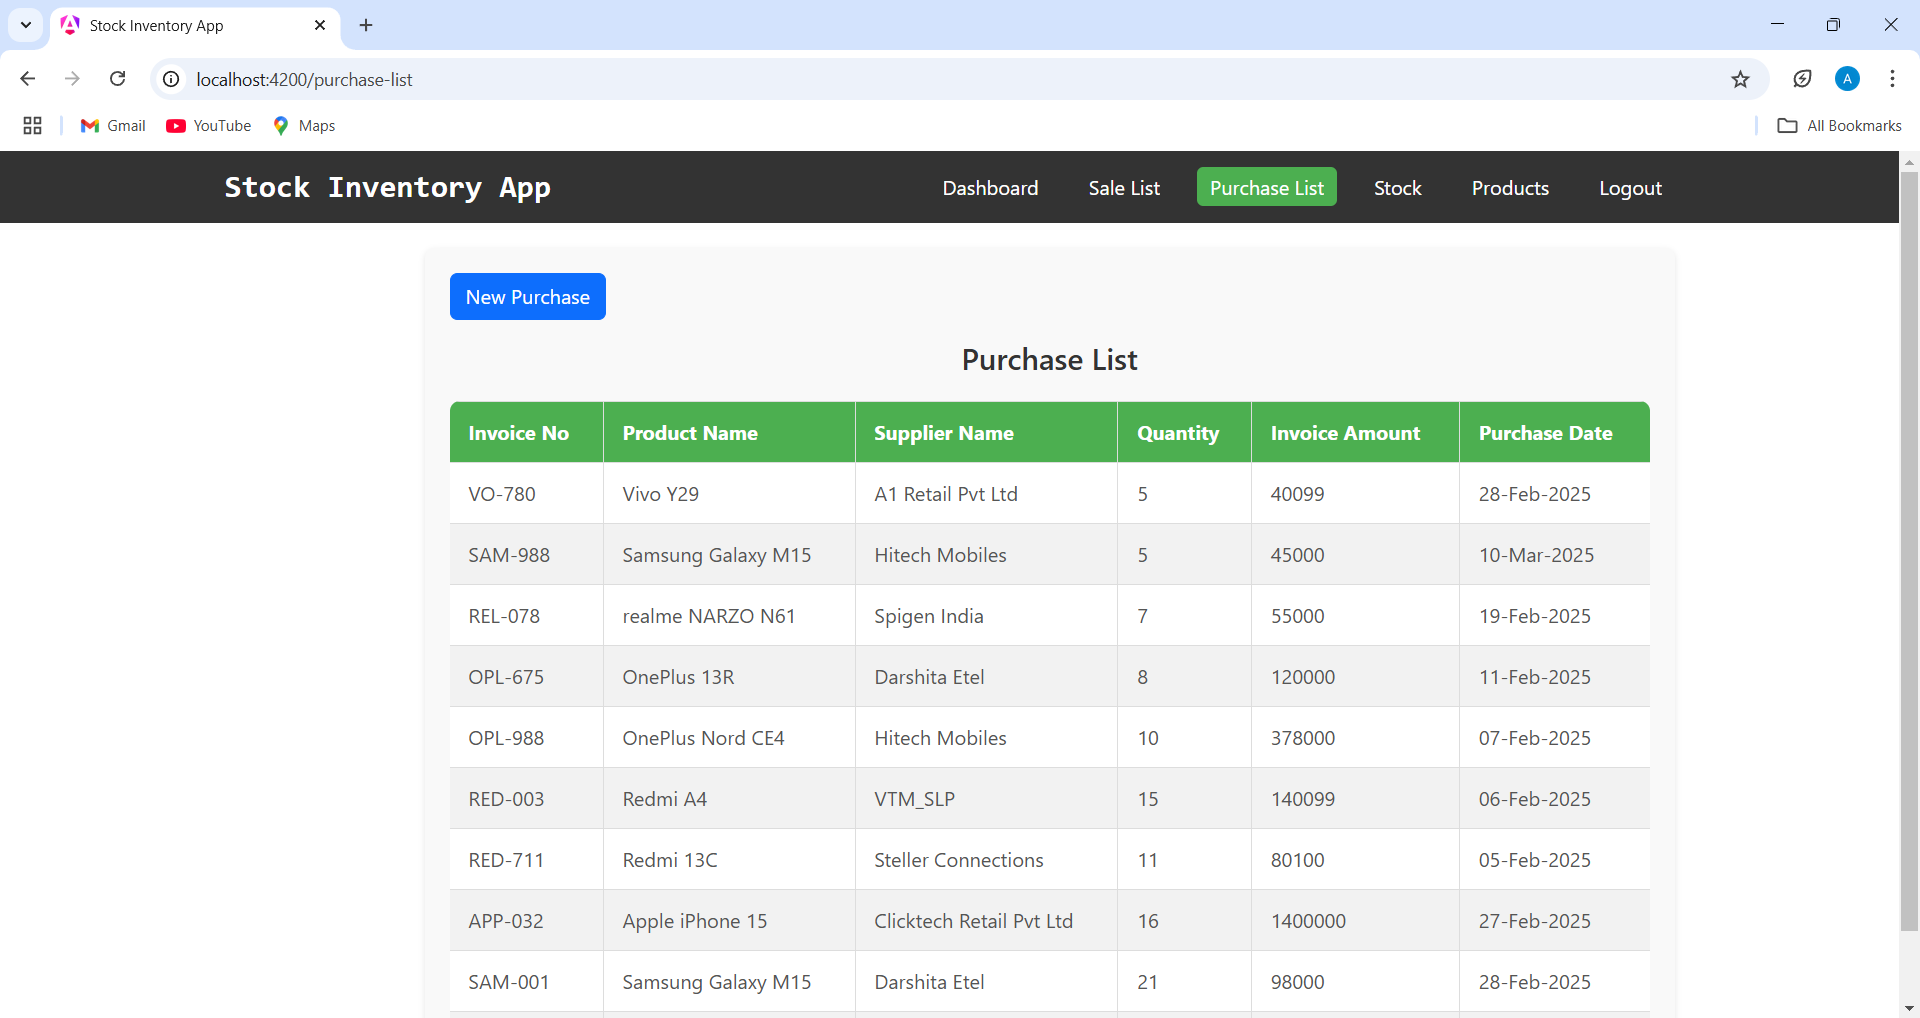 Stock Inventory App
localhost:4200/purchase-list
A
Gmail YouTube Maps All Bookmarks
Stock Inventory App Dashboard Sale List Purchase List Stock Products Logout
New Purchase
Purchase List
Invoice No Product Name Supplier Name Quantity Invoice Amount Purchase Date
VO-780 Vivo Y29 A1 Retail Pvt Ltd 5 40099 28-Feb-2025
SAM-988 Samsung Galaxy M15 Hitech Mobiles 5 45000 10-Mar-2025
REL-078 realme NARZO N61 Spigen India 7 55000 19-Feb-2025
OPL-675 OnePlus 13R Darshita Etel 8 120000 11-Feb-2025
OPL-988 OnePlus Nord CE4 Hitech Mobiles 10 378000 07-Feb-2025
RED-003 Redmi A4 VTM_SLP 15 140099 06-Feb-2025
RED-711 Redmi 13C Steller Connections 11 80100 05-Feb-2025
APP-032 Apple iPhone 15 Clicktech Retail Pvt Ltd 16 1400000 27-Feb-2025
SAM-001 Samsung Galaxy M15 Darshita Etel 21 98000 28-Feb-2025